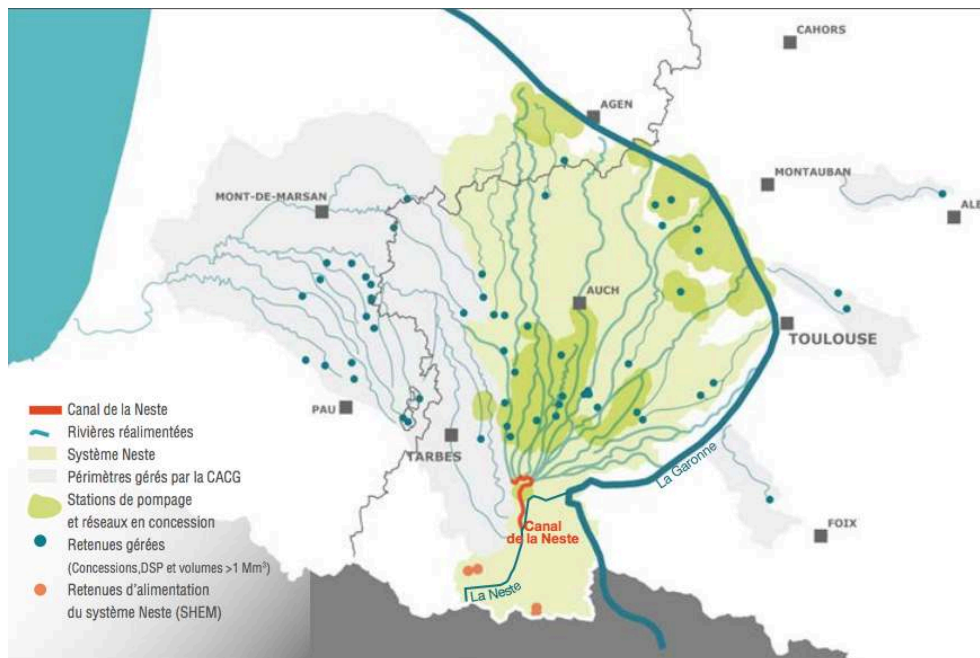 CAHORS
AGEN
MONTAUBAN
ALB
MONT-DE-MARSAN
AUCH
TOULOUSE
PAU
TARBES
La Garonne
Canal
de la Neste
FOIX
La Neste
Canal de la Neste
Rivières réalimentées
Système Neste
Périmètres gérés par la CACG
Stations de pompage
et réseaux en concession
Retenues gérées
(Concessions,DSP et volumes >1 Mm³)
Retenues d'alimentation
du système Neste (SHEM)